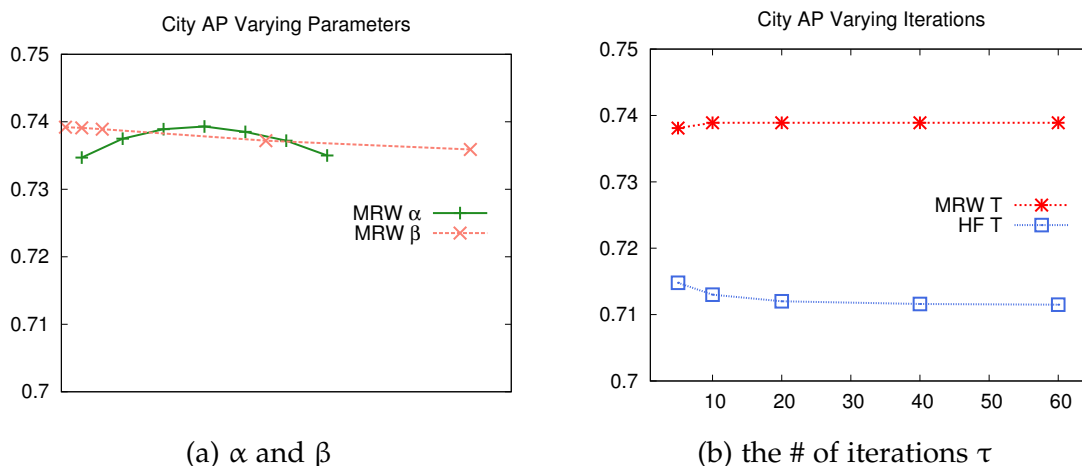 City AP Varying Parameters
0.75
0.74
0.73
0.72
0.71
0.7
MRW α
MRW β
(a) α and β
City AP Varying Iterations
0.75
0.74
0.73
0.72
0.71
0.7
MRW T
HF T
10 20 30 40 50 60
(b) the # of iterations τ